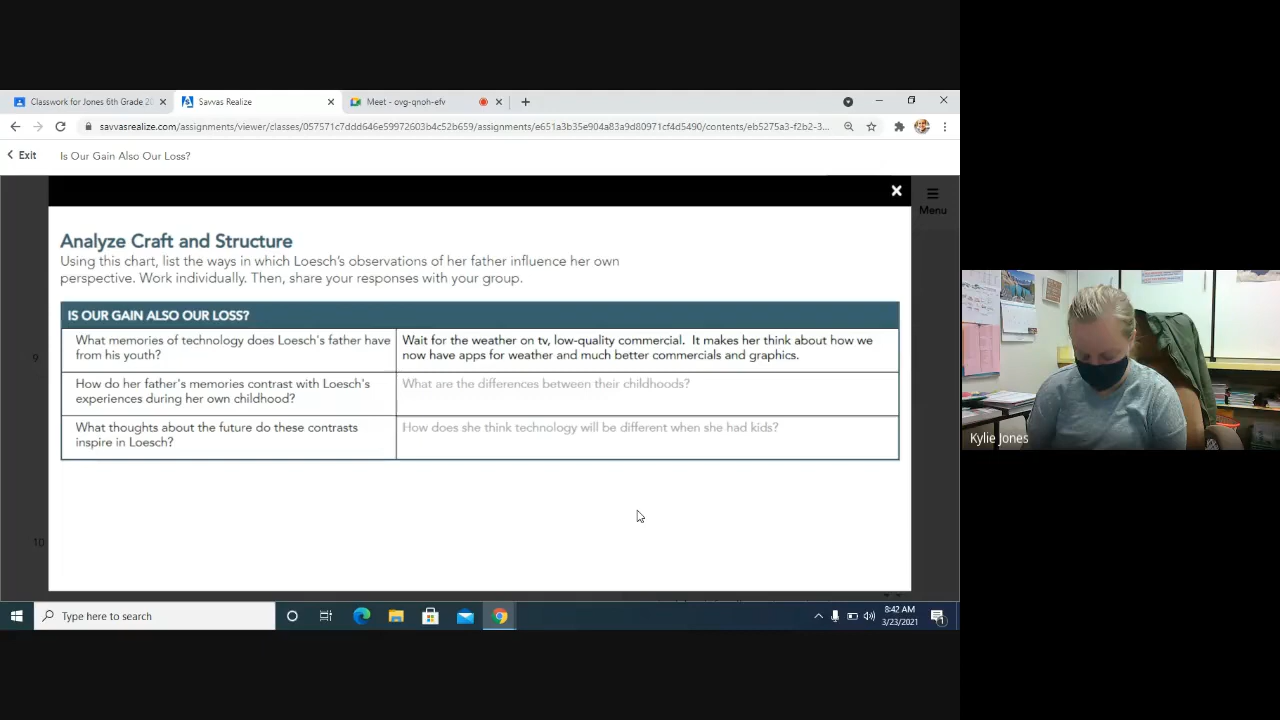 Classwork for Jones 6th Grade 20
Savvas Realize
Meet - ovg-qnoh-efv
savvasrealize.com/assignments/viewer/classes/057571c7ddd646e59972603b4c52b659/assignments/e651a3b35e904a83a9d80971cf4d5490/contents/eb5275a3-f2b2-3...
Exit
Is Our Gain Also Our Loss?
Menu
Analyze Craft and Structure
Using this chart, list the ways in which Loesch's observations of her father influence her own
perspective. Work individually. Then, share your responses with your group.
IS OUR GAIN ALSO OUR LOSS?
What memories of technology does Loesch's father have
from his youth?
Wait for the weather on tv, low-quality commercial. It makes her think about how we
now have apps for weather and much better commercials and graphics.
How do her father's memories contrast with Loesch's
experiences during her own childhood?
What are the differences between their childhoods?
What thoughts about the future do these contrasts
inspire in Loesch?
How does she think technology will be different when she had kids?
9
10
Kylie Jones
Type here to search
8:42 AM
3/23/2021
1